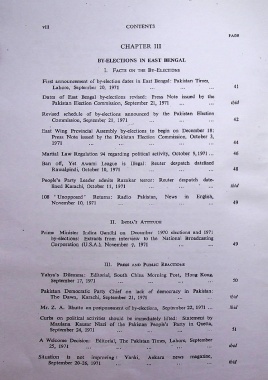 viii CONTENTS
PAGE
CHAPTER III
BY-ELECTIONS IN EAST BENGAL
I. FACTS ON THE BY-ELECTIONS
First announcement of by-election dates in East Bengal: Pakistan Times,
Lahore, September 20, 1971 ... ... ... 41
Dates of East Bengal by-elections revised: Press Note issued by the
Pakistan Election Commission, September 21, 1971 ... ... ibid
Revised schedule of by-elections announced by the Pakistan Election
Commission, September 21, 1971 ... ... ... 42
East Wing Provincial Assembly by-elections to begin on December 18:
Press Note issued by the Pakistan Election Commission, October 3,
1971 ... ... ... 44
Martial Law Regulation 94 regarding political activity, October 9, 1971 ... 46
Ban off, Yet Awami League is illegal: Reuter despatch datelined
Rawalpindi, October 10, 1971 ... ... 48
People's Party Leader admits Razakar terror: Router despatch date-
lined Karachi, October 11, 1971 ... ... ibid
108 "Unopposed" Returns: Radio Pakistan, News in English,
November 10, 1971 ... ... 49
II. INDIA'S ATTITUDE
Prime Minister Indira Gandhi on December 1970 elections and 1971
by-elections: Extracts from interview to the National Broadcasting
Corporation (U.S.A.), November 2, 1971 ... 49
III. PRESS AND PUBLIC REACTIONS
Yahya's Dilemma: Editorial, South China Morning Post, Hong Kong
September 17, 1971 ... ... 50
Pakistan Democratic Party Chief on lack of democracy in Pakistan:
The Dawn, Karachi, September 21, 1971 ... ibid
Mr. Z. A. Bhutto on postponement of by-elections, September 22, 1971 ... ibid
Curbs on political activities should be immediately lifted: Statement by
Maulana Kausar Niazi of the Pakistan People's Party in Quetta,
September 24, 1971 ... ... 51
A Welcome Decision: Editorial, The Pakistan Times, Lahore, September
25, 1971 ... ... ibid
Situation is not improving: Yanki, Ankara news magazine,
September 20-26, 1971 ... ... ibid